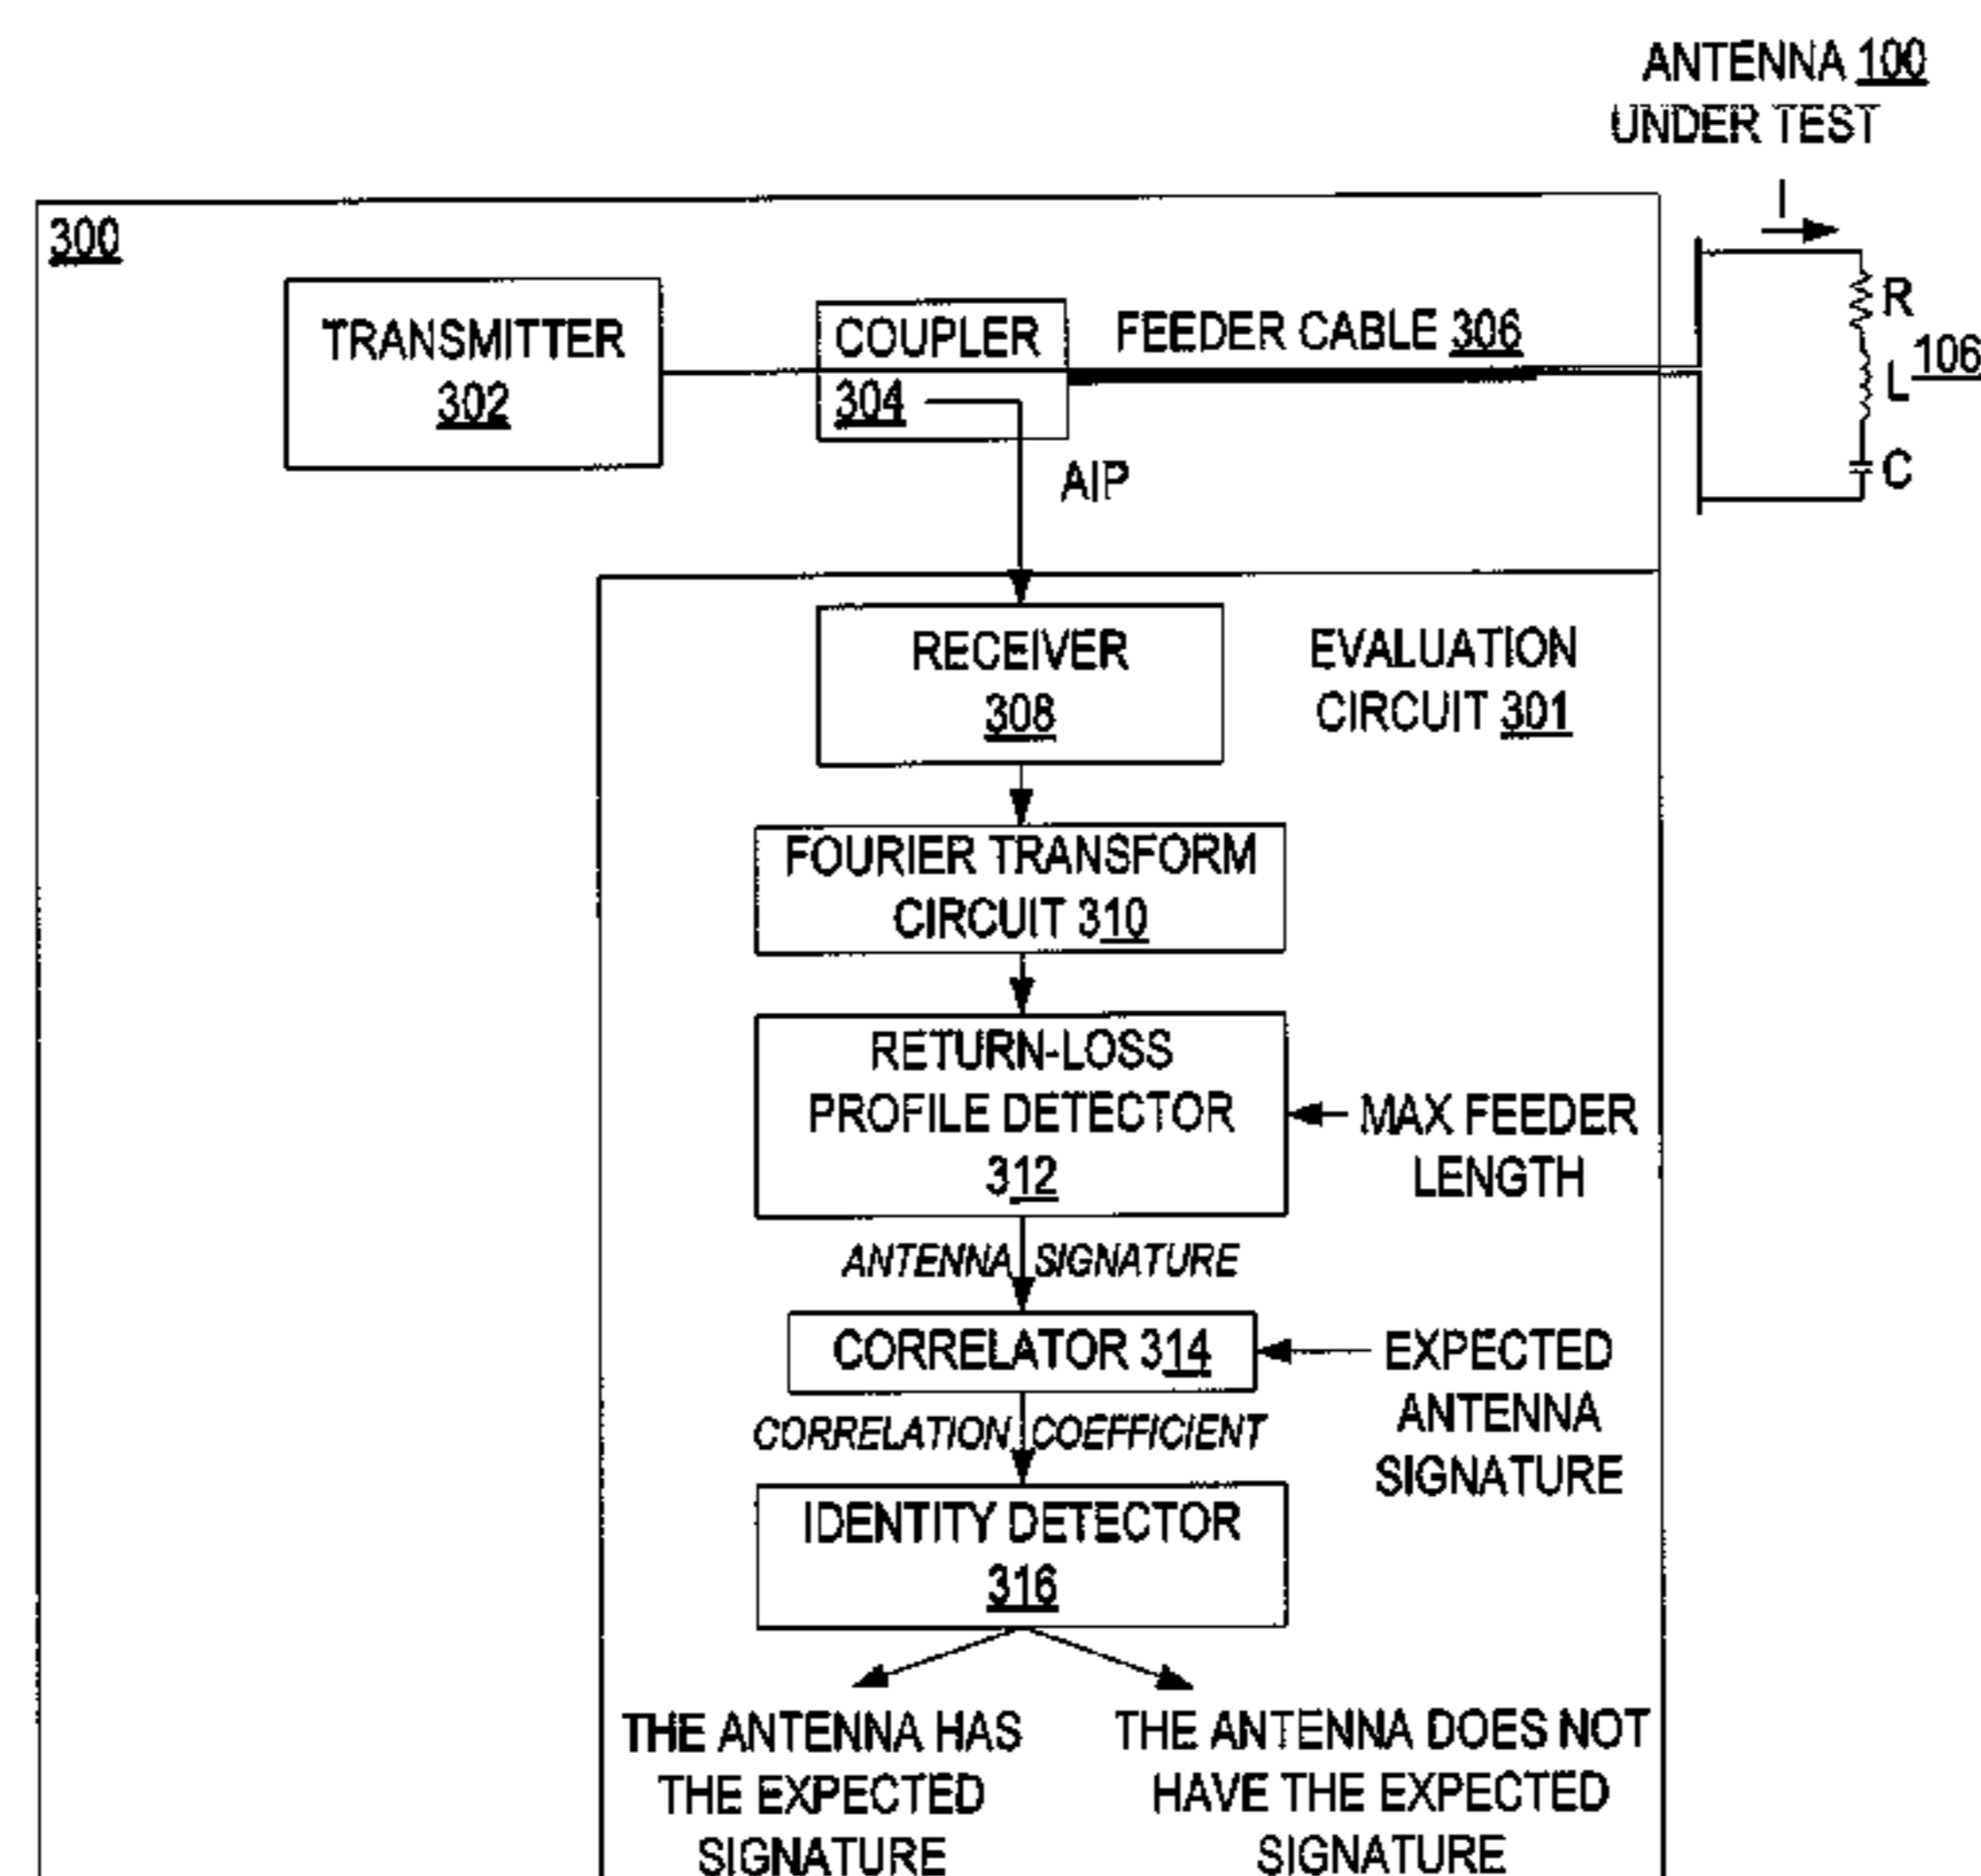 ANTENNA 100
UNDER TEST
I
300
TRANSMITTER
302
COUPLER
304
FEEDER CABLE 306
R
L
106
C
AIP
RECEIVER
308
EVALUATION
CIRCUIT 301
FOURIER TRANSFORM
CIRCUIT 310
RETURN-LOSS
PROFILE DETECTOR
312
MAX FEEDER
LENGTH
ANTENNA SIGNATURE
CORRELATOR 314
EXPECTED
ANTENNA
SIGNATURE
CORRELATION COEFFICIENT
IDENTITY DETECTOR
316
THE ANTENNA HAS
THE EXPECTED
SIGNATURE
THE ANTENNA DOES NOT
HAVE THE EXPECTED
SIGNATURE